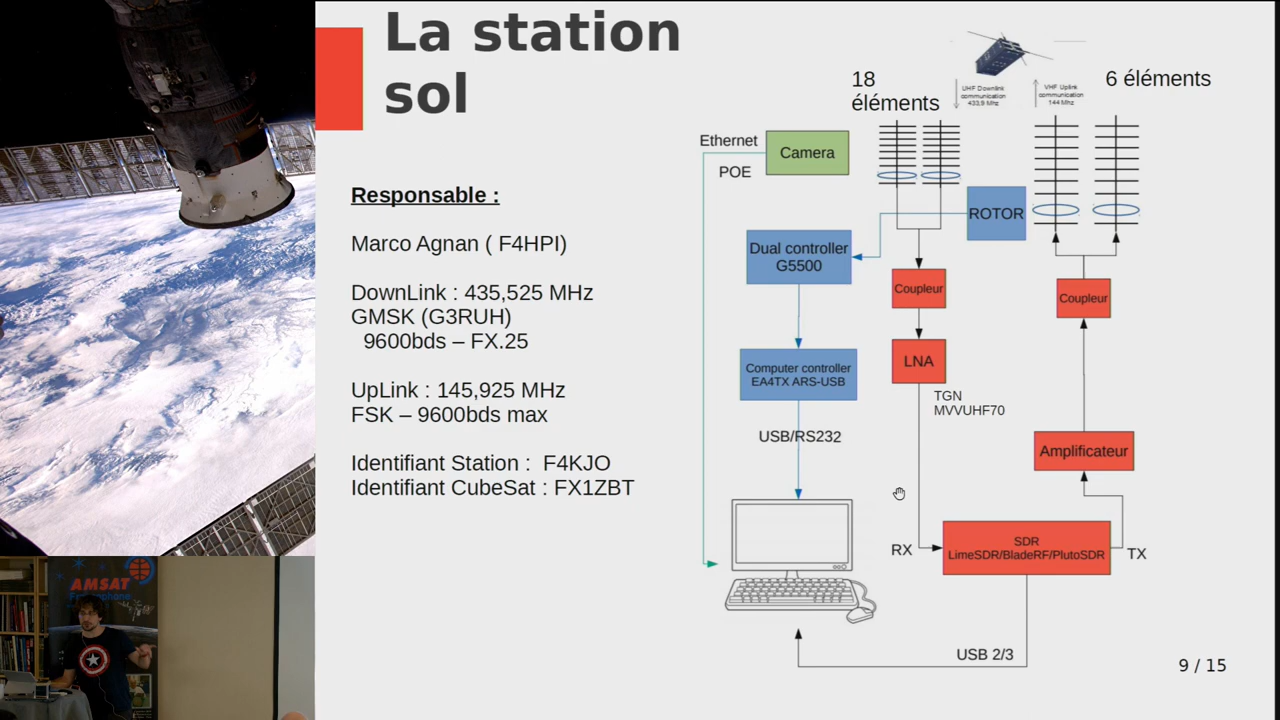 La station
sol
Responsable :
Marco Agnan ( F4HPI)
DownLink : 435,525 MHz
GMSK (G3RUH)
9600bds – FX.25
UpLink : 145,925 MHz
FSK – 9600bds max
Identifiant Station : F4KJO
Identifiant CubeSat : FX1ZBT
18
éléments
UHF Downlink
communication
433,9 Mhz
VHF Uplink
communication
144 Mhz
6 éléments
Ethernet
POE
Camera
ROTOR
Dual controller
G5500
Coupleur
Coupleur
LNA
TGN
MVVUHF70
Computer controller
EA4TX ARS-USB
USB/RS232
Amplificateur
RX
SDR
LimeSDR/BladeRF/PlutoSDR
TX
USB 2/3
9 / 15
AMSAT
Francophone